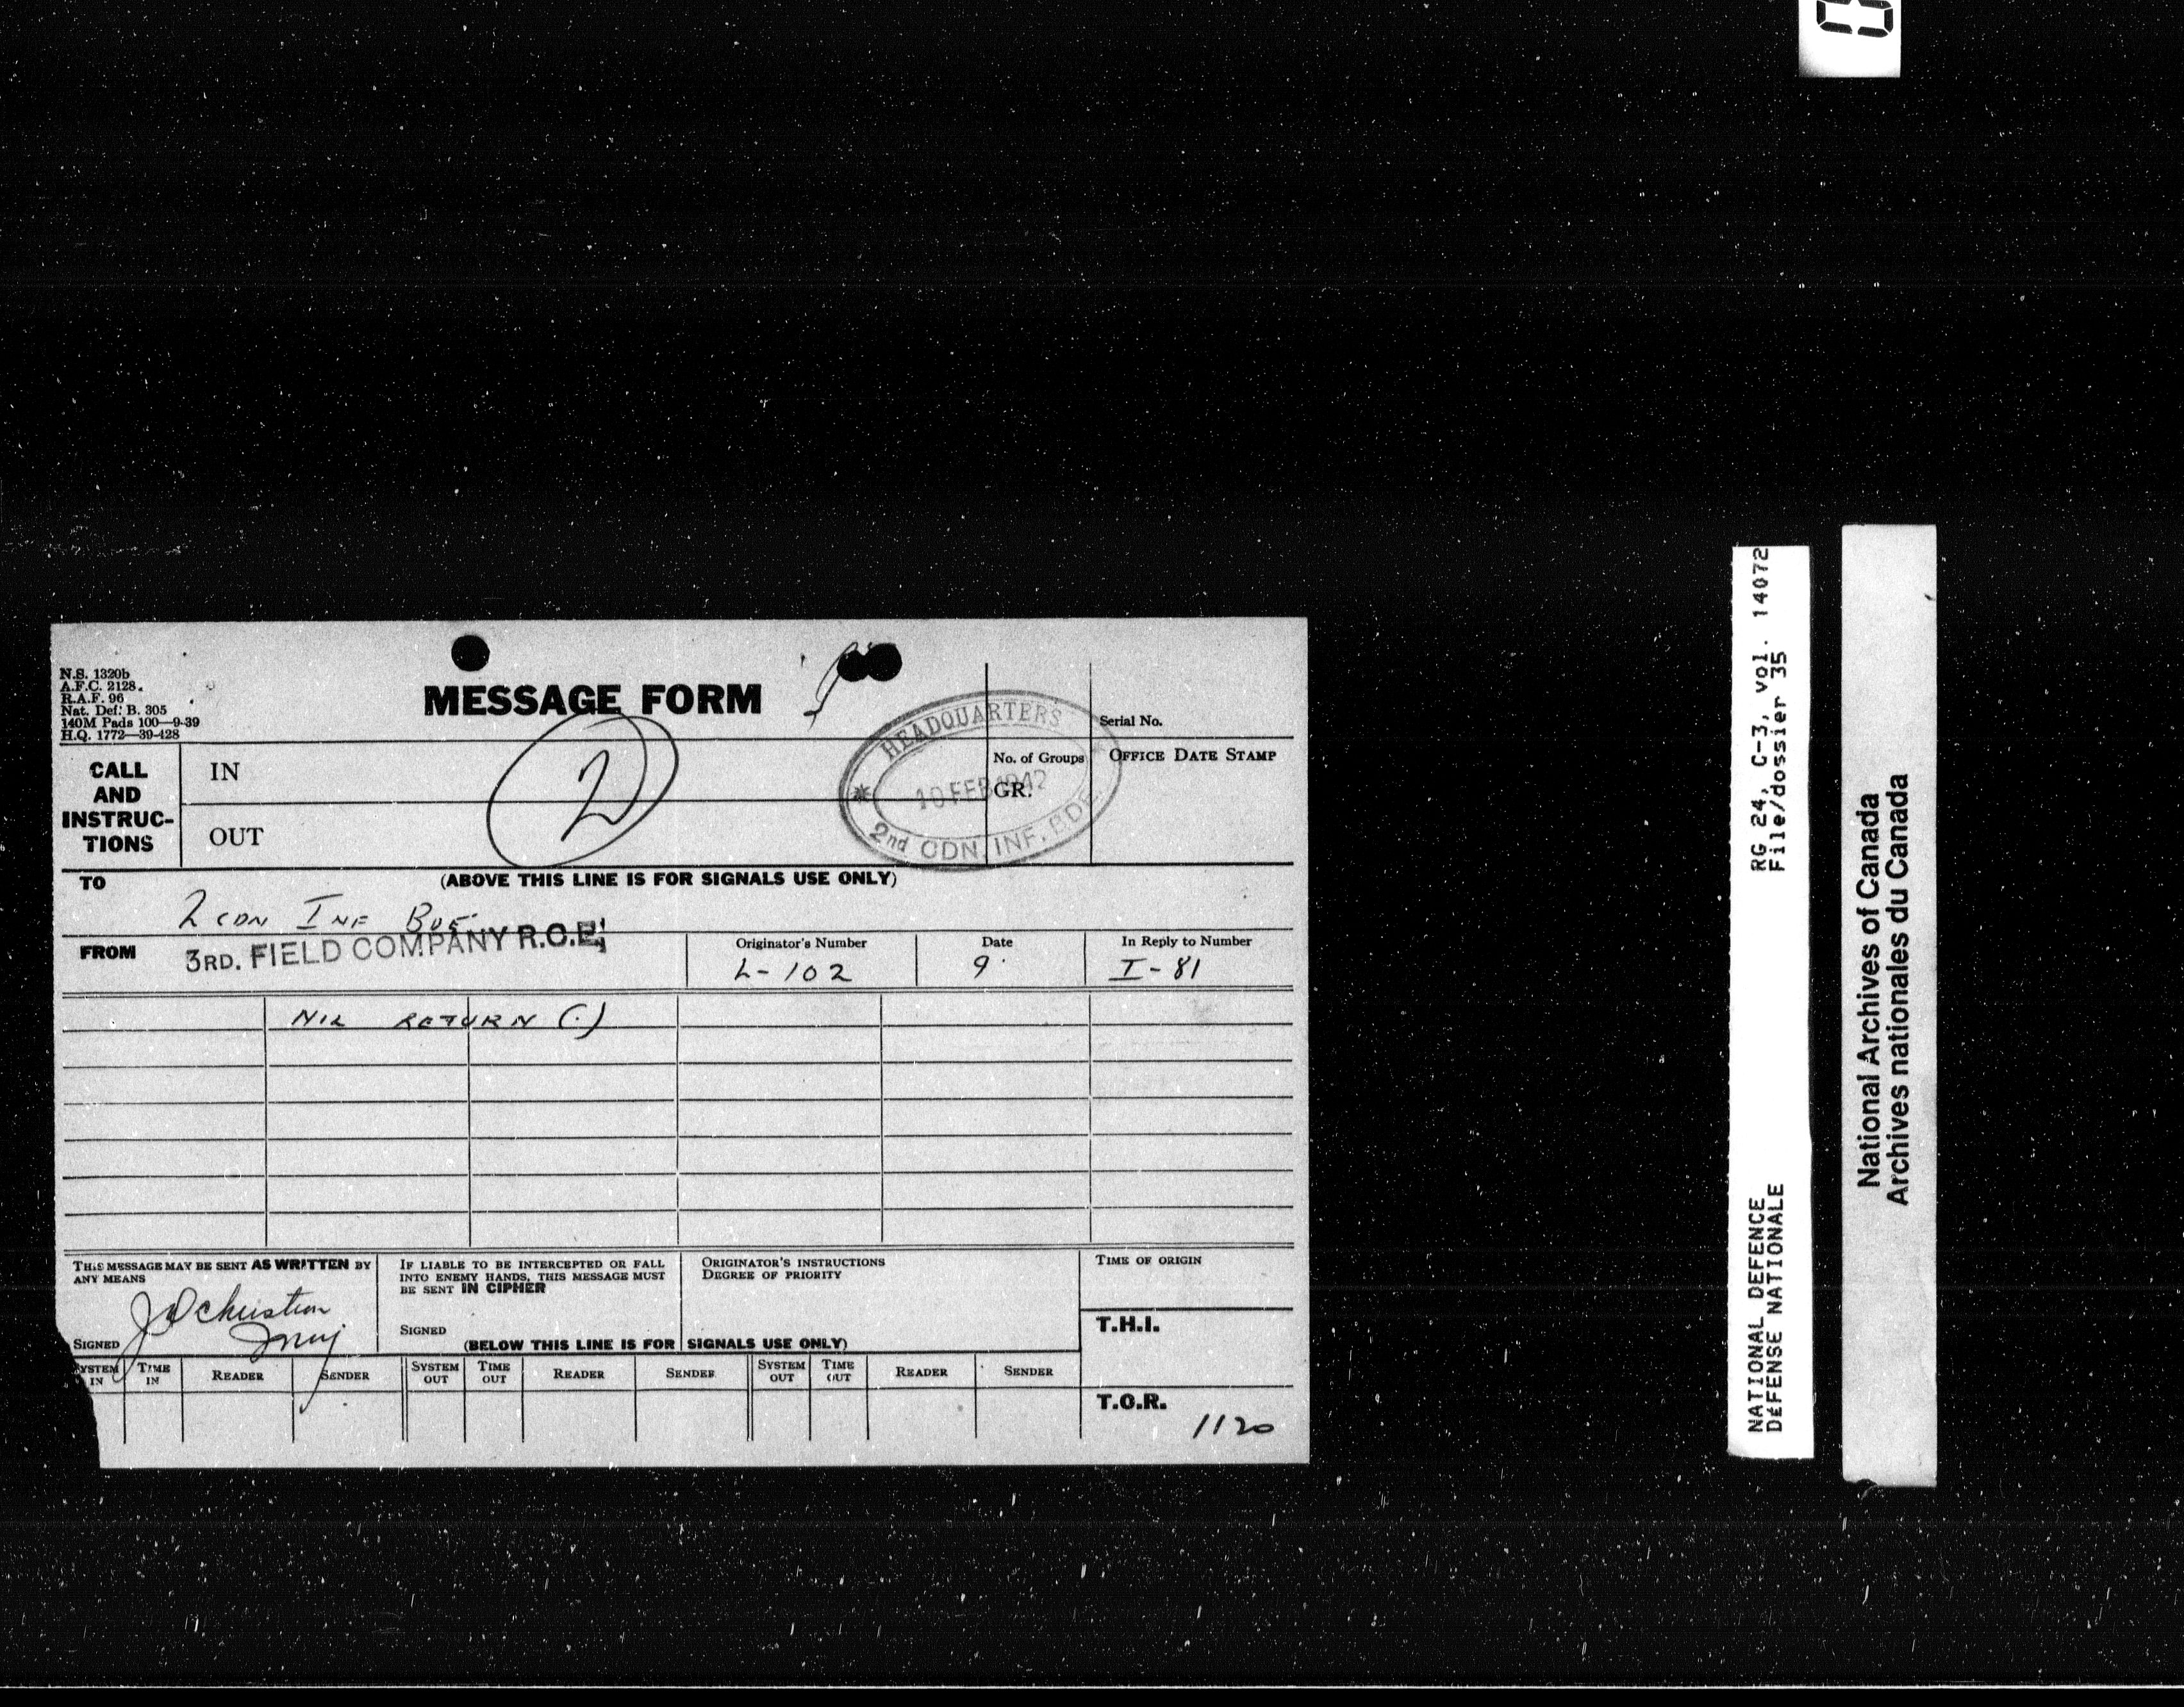 N.S. 1320b
A.F.C. 2128.
R.A.F. 96
Nat. Def. B. 305
140M Pads 100—9-39
H.Q. 1772—39-428
MESSAGE FORM
Serial No.
CALL AND INSTRUC-TIONS
IN
OUT
2
HEADQUARTERS
10 FEB 1942
2nd CDN. INF. BDE.
No. of Groups
GR.
OFFICE DATE STAMP
TO
(ABOVE THIS LINE IS FOR SIGNALS USE ONLY)
2 CDN INF BDE
FROM
3RD. FIELD COMPANY R.C.E.
Originator's Number
L-102
Date
9
In Reply to Number
I-81
NIL RETURN (.)
THIS MESSAGE MAY BE SENT AS WRITTEN BY
ANY MEANS
SIGNED
IF LIABLE TO BE INTERCEPTED OR FALL
INTO ENEMY HANDS, THIS MESSAGE MUST
BE SENT IN CIPHER
SIGNED
ORIGINATOR'S INSTRUCTIONS
DEGREE OF PRIORITY
TIME OF ORIGIN
T.H.I.
(BELOW THIS LINE IS FOR SIGNALS USE ONLY)
SYSTEM IN TIME IN READER SENDER SYSTEM OUT TIME OUT READER SENDER SYSTEM OUT TIME OUT READER SENDER
T.O.R.
1120
NATIONAL DEFENCE RG 24, C-3, vol. 14072
DÉFENSE NATIONALE File/dossier 35
National Archives of Canada
Archives nationales du Canada